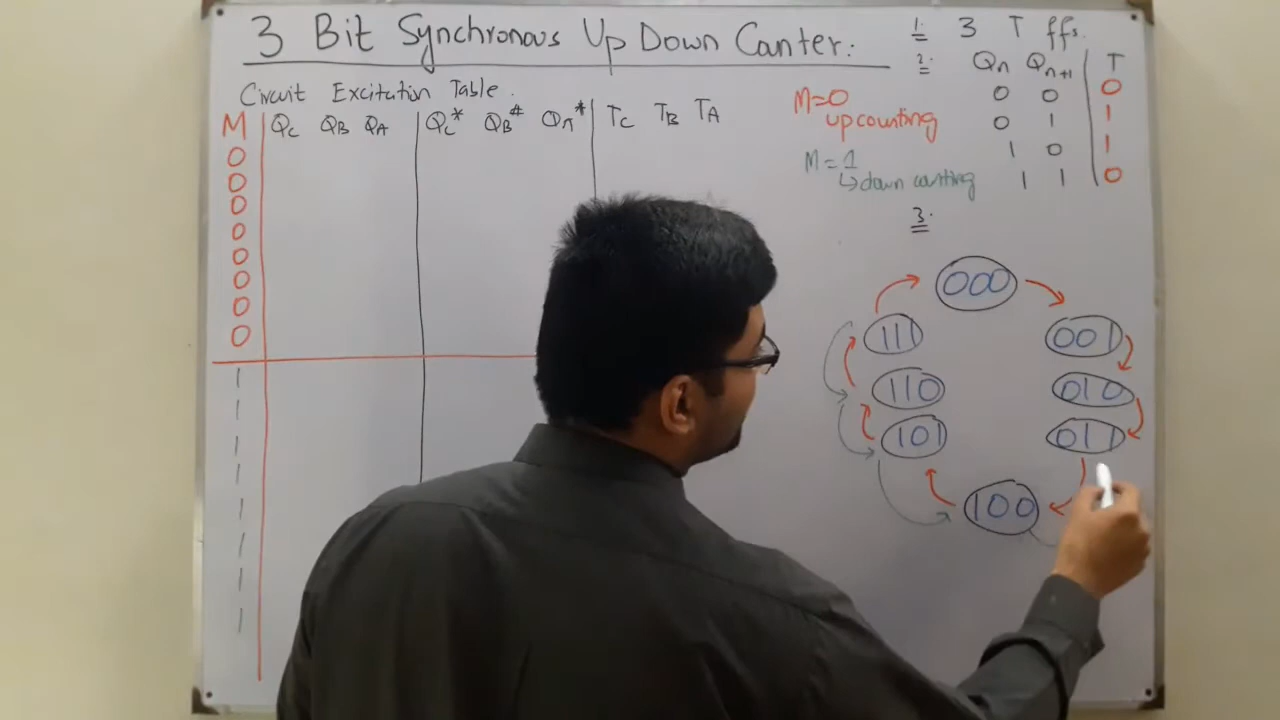 3 Bit Synchronous Up Down Canter:
Circuit Excitation Table.
M QC QB QA QC* QB* QA* TC TB TA
0
0
0
0
0
0
0
0
1
1
1
1
1
1
1
1
M=0
up counting
M=1
↳down counting
1. 3 T ffs.
2. Qn Qn+1 T
0 0 0
0 1 1
1 0 1
1 1 0
3.
000
111 001
110 010
101 011
100